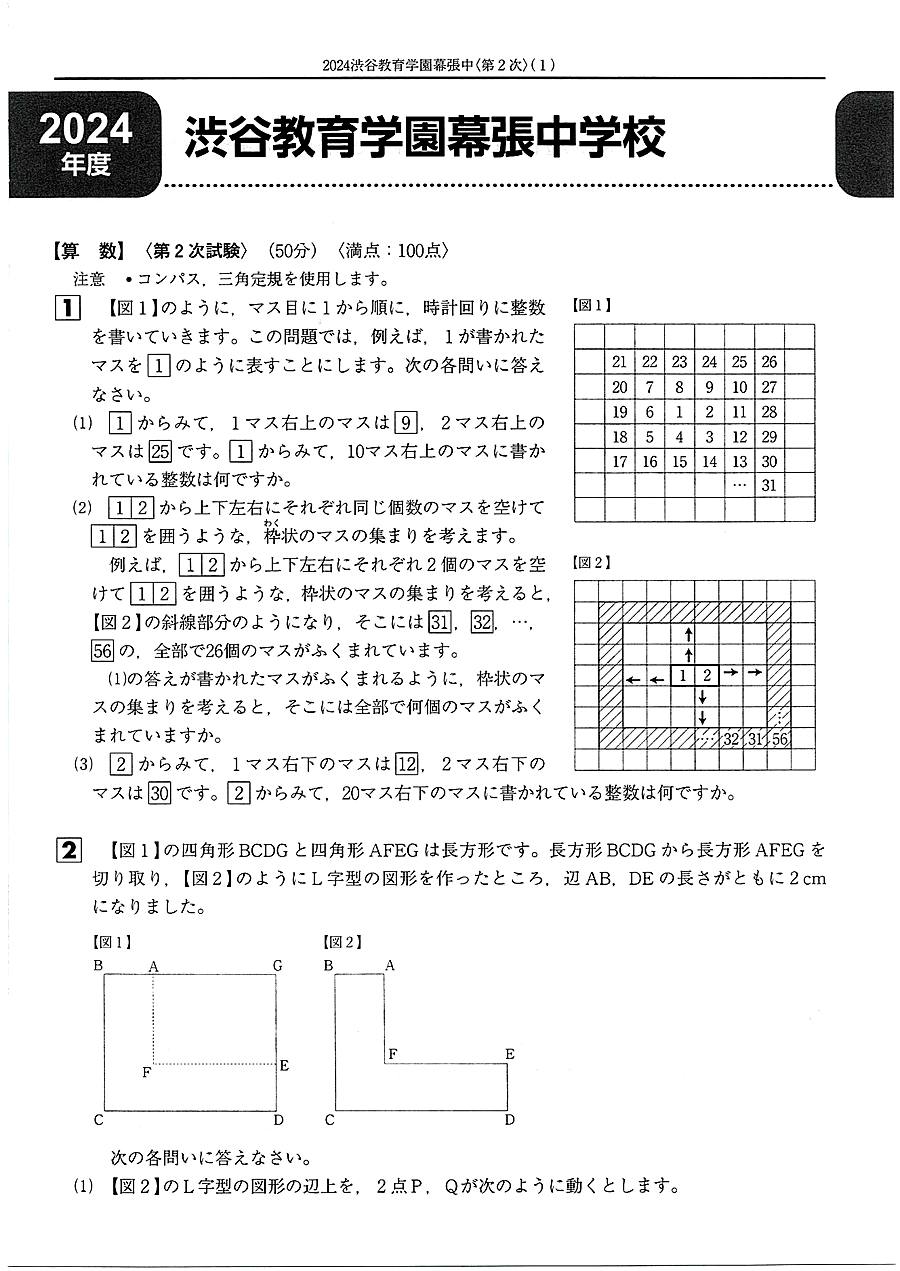 2024渋谷教育学園幕張中〈第2次〉(1)
2024
年度
渋谷教育学園幕張中学校
【算 数】〈第2次試験〉(50分)〈満点:100点〉
注意 •コンパス,三角定規を使用します。
1 【図1】のように,マス目に1から順に,時計回りに整数
を書いていきます。この問題では,例えば,1が書かれた
マスを 1 のように表すことにします。次の各問いに答え
なさい。
(1) 1 からみて,1マス右上のマスは 9 ,2マス右上の
マスは 25 です。 1 からみて,10マス右上のマスに書か
れている整数は何ですか。
(2) 1 2 から上下左右にそれぞれ同じ個数のマスを空けて
1 2 を囲うような,枠状のマスの集まりを考えます。
わく
例えば, 1 2 から上下左右にそれぞれ2個のマスを空
けて 1 2 を囲うような,枠状のマスの集まりを考えると,
【図2】の斜線部分のようになり,そこには 31 , 32 ,…,
56 の,全部で26個のマスがふくまれています。
(1)の答えが書かれたマスがふくまれるように,枠状のマ
スの集まりを考えると,そこには全部で何個のマスがふく
まれていますか。
(3) 2 からみて,1マス右下のマスは 12 ,2マス右下の
マスは 30 です。 2 からみて,20マス右下のマスに書かれている整数は何ですか。
【図1】
21 22 23 24 25 26
20 7 8 9 10 27
19 6 1 2 11 28
18 5 4 3 12 29
17 16 15 14 13 30
… 31
【図2】
1 2
… 32 31 56
2 【図1】の四角形BCDGと四角形AFEGは長方形です。長方形BCDGから長方形AFEGを
切り取り,【図2】のようにL字型の図形を作ったところ,辺AB,DEの長さがともに2cm
になりました。
【図1】
B A G
F E
C D
【図2】
B A
F E
C D
次の各問いに答えなさい。
(1) 【図2】のL字型の図形の辺上を,2点P,Qが次のように動くとします。